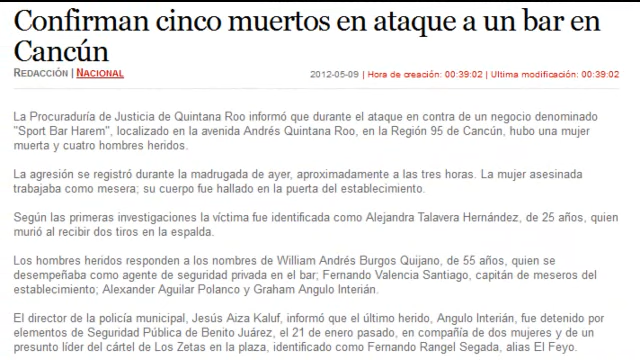 Confirman cinco muertos en ataque a un bar en
Cancún
REDACCIÓN | NACIONAL
2012-05-09 | Hora de creación: 00:39:02 | Ultima modificación: 00:39:02
La Procuraduría de Justicia de Quintana Roo informó que durante el ataque en contra de un negocio denominado
"Sport Bar Harem", localizado en la avenida Andrés Quintana Roo, en la Región 95 de Cancún, hubo una mujer
muerta y cuatro hombres heridos.
La agresión se registró durante la madrugada de ayer, aproximadamente a las tres horas. La mujer asesinada
trabajaba como mesera; su cuerpo fue hallado en la puerta del establecimiento.
Según las primeras investigaciones la víctima fue identificada como Alejandra Talavera Hernández, de 25 años, quien
murió al recibir dos tiros en la espalda.
Los hombres heridos responden a los nombres de William Andrés Burgos Quijano, de 55 años, quien se
desempeñaba como agente de seguridad privada en el bar; Fernando Valencia Santiago, capitán de meseros del
establecimiento; Alexander Aguilar Polanco y Graham Angulo Interián.
El director de la policía municipal, Jesús Aiza Kaluf, informó que el último herido, Angulo Interián, fue detenido por
elementos de Seguridad Pública de Benito Juárez, el 21 de enero pasado, en compañía de dos mujeres y de un
presunto líder del cártel de Los Zetas en la plaza, identificado como Fernando Rangel Segada, alias El Feyo.